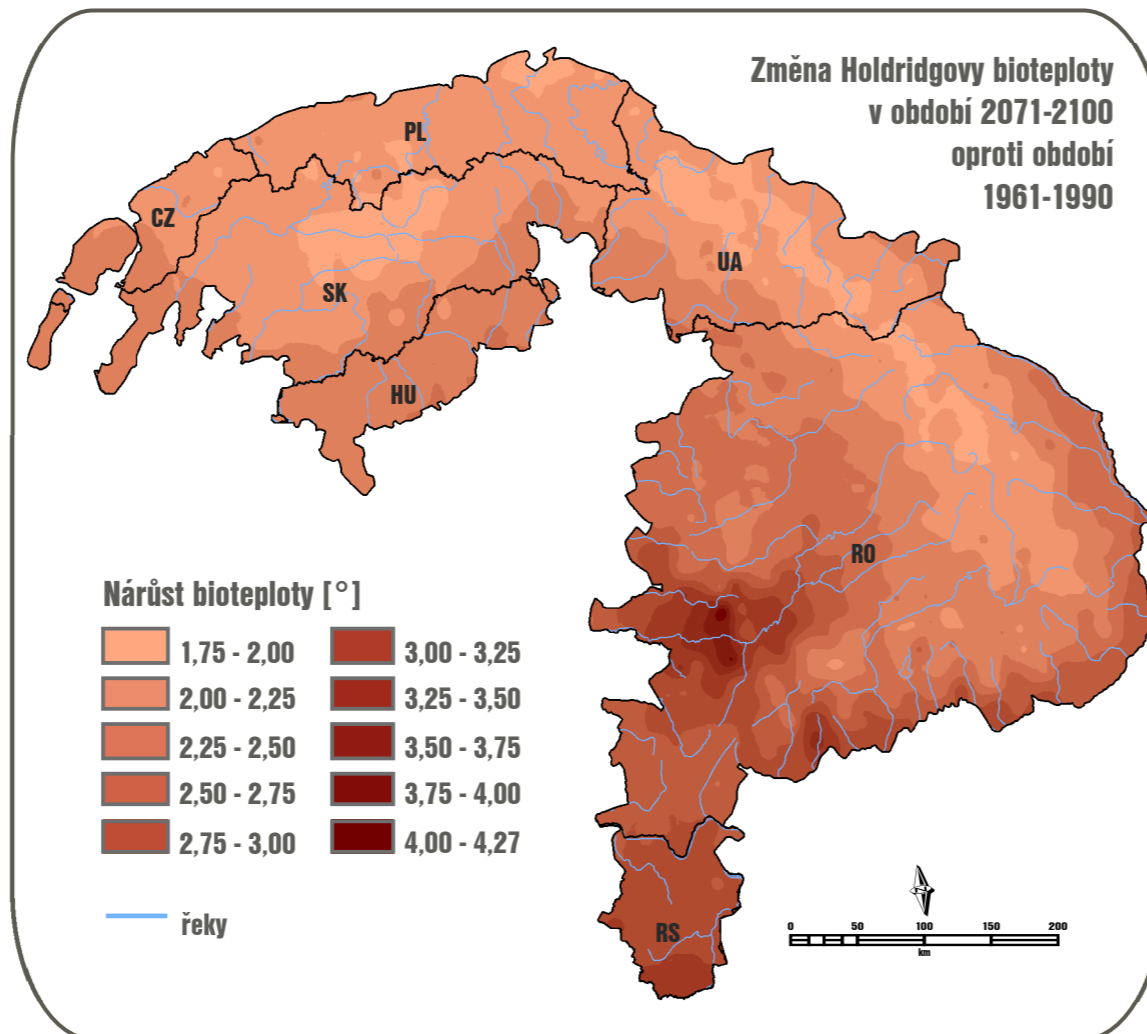 Změna Holdridgovy bioteploty
v období 2071-2100
oproti období
1961-1990
PL
CZ
UA
SK
HU
RO
RS
Nárůst bioteploty [°]
1,75 - 2,00
2,00 - 2,25
2,25 - 2,50
2,50 - 2,75
2,75 - 3,00
3,00 - 3,25
3,25 - 3,50
3,50 - 3,75
3,75 - 4,00
4,00 - 4,27
řeky
0 50 100 150 200
km